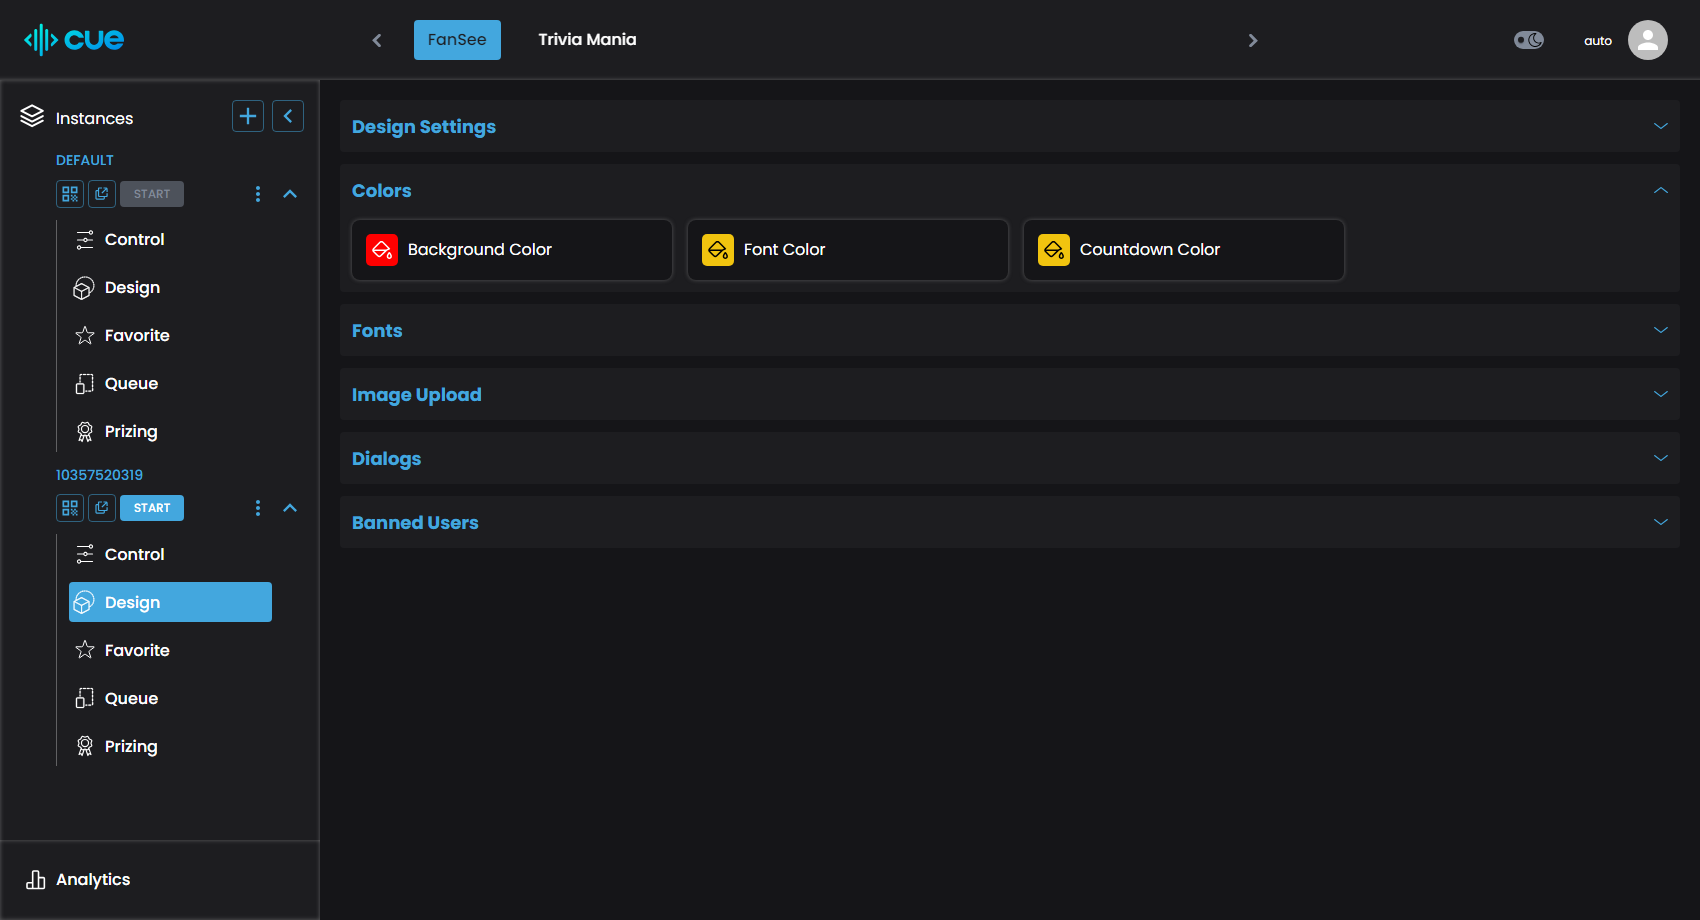 cue
FanSee
Trivia Mania
auto
Instances
DEFAULT
START
Control
Design
Favorite
Queue
Prizing
10357520319
START
Control
Design
Favorite
Queue
Prizing
Analytics
Design Settings
Colors
Background Color
Font Color
Countdown Color
Fonts
Image Upload
Dialogs
Banned Users